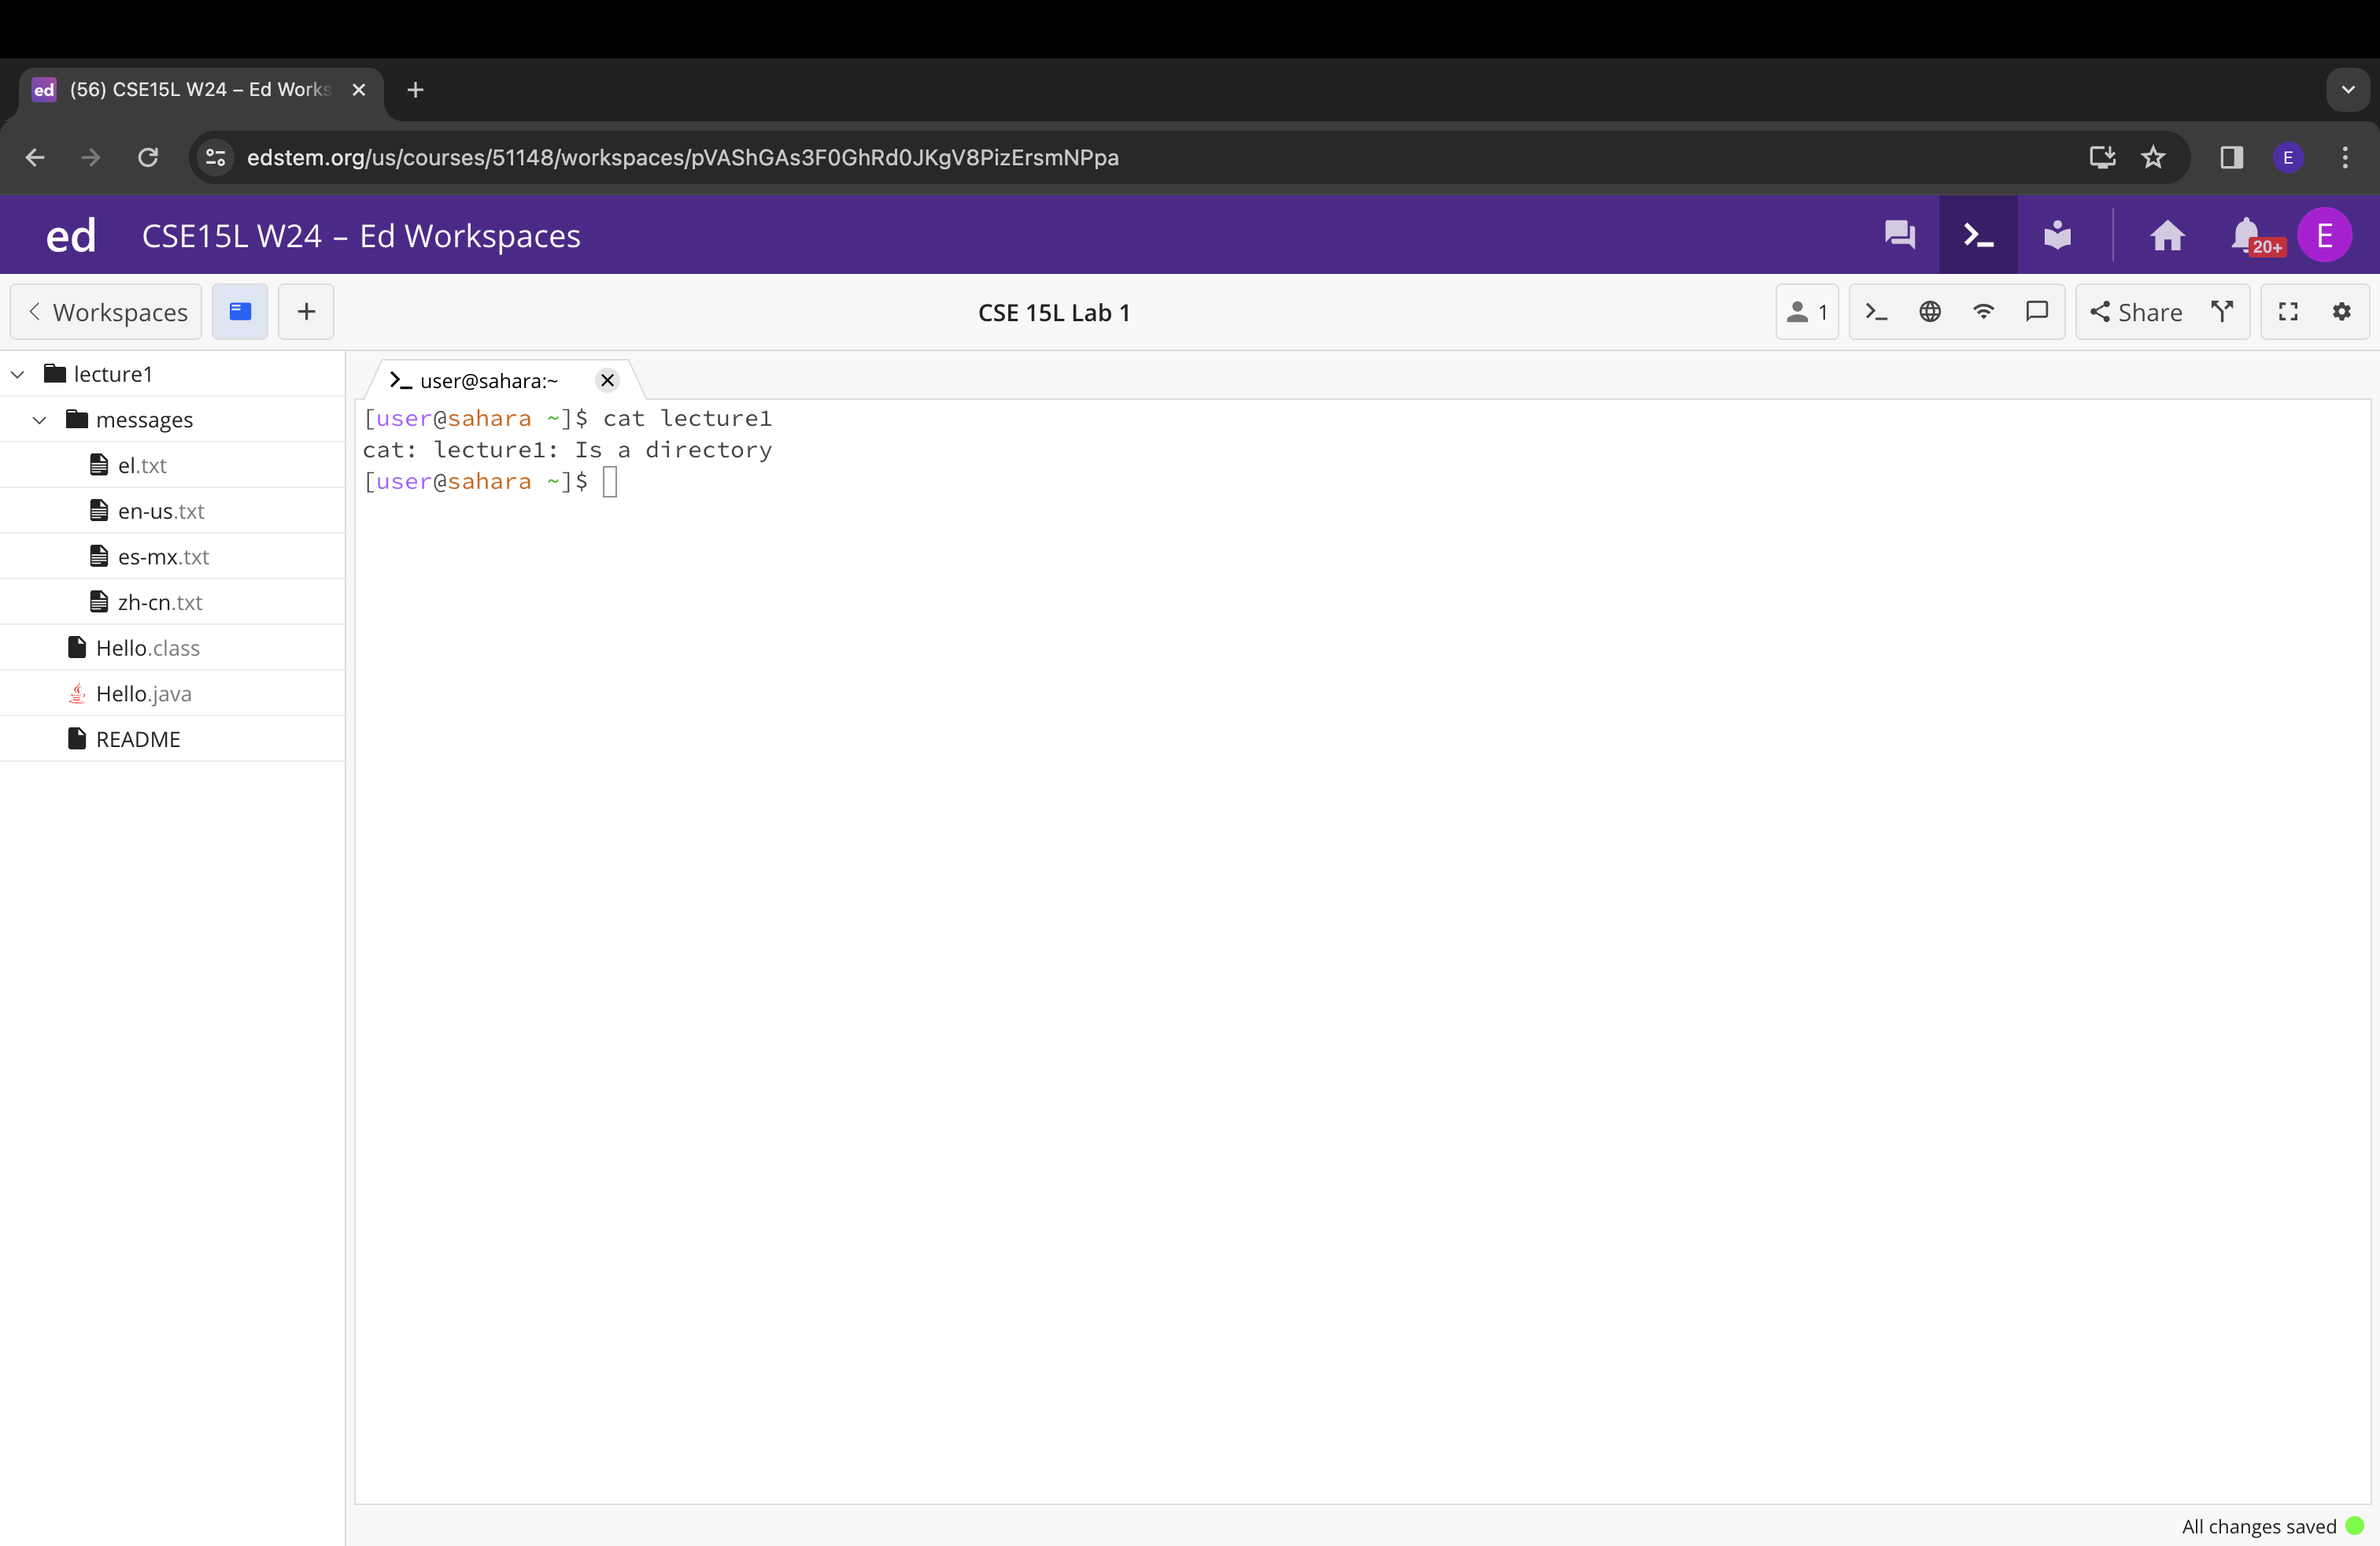 ed (56) CSE15L W24 – Ed Works
edstem.org/us/courses/51148/workspaces/pVAShGAs3F0GhRd0JKgV8PizErsmNPpa
E
ed CSE15L W24 – Ed Workspaces
20+
E
Workspaces
CSE 15L Lab 1
1
Share
lecture1
messages
el.txt
en-us.txt
es-mx.txt
zh-cn.txt
Hello.class
Hello.java
README
user@sahara:~
[user@sahara ~]$ cat lecture1
cat: lecture1: Is a directory
[user@sahara ~]$
All changes saved